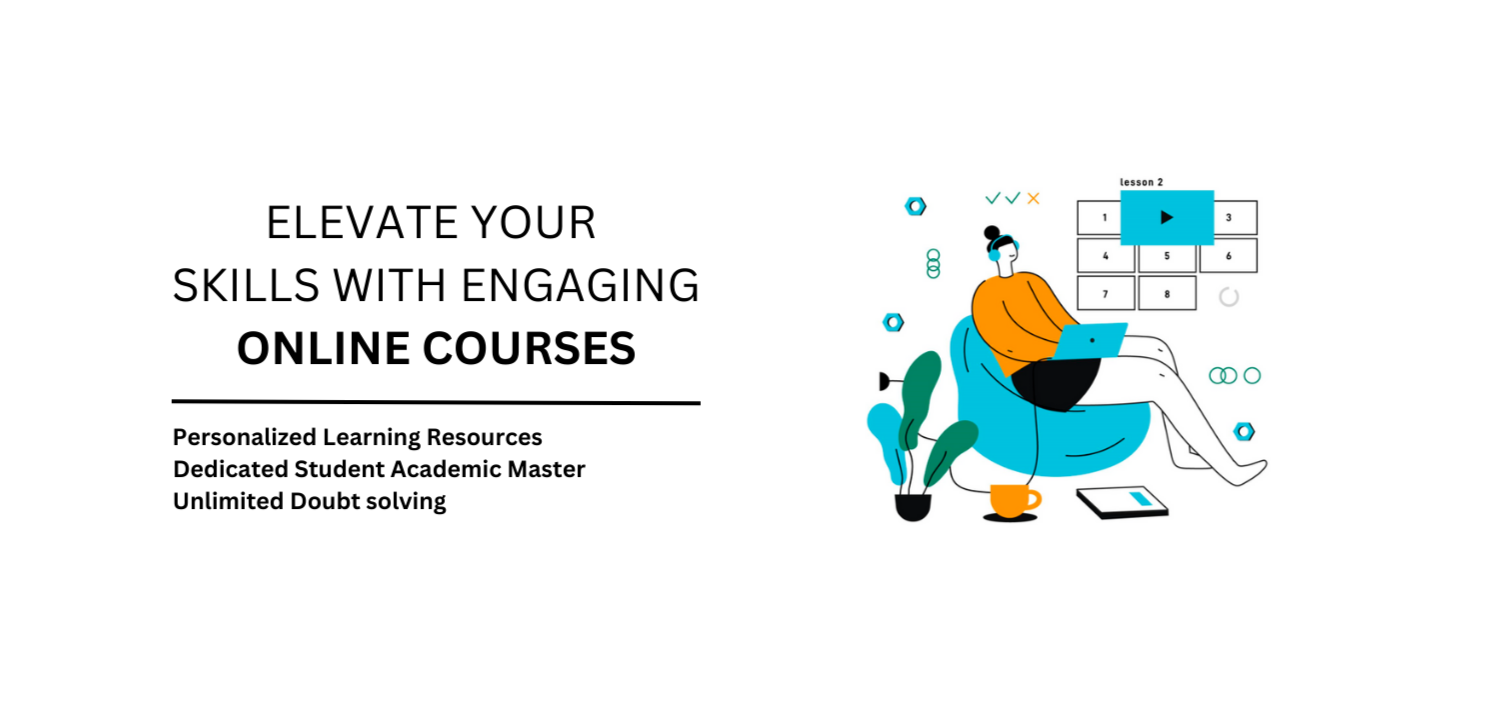 ELEVATE YOUR
SKILLS WITH ENGAGING
ONLINE COURSES
Personalized Learning Resources
Dedicated Student Academic Master
Unlimited Doubt solving
lesson 2
1 3
4 5 6
7 8